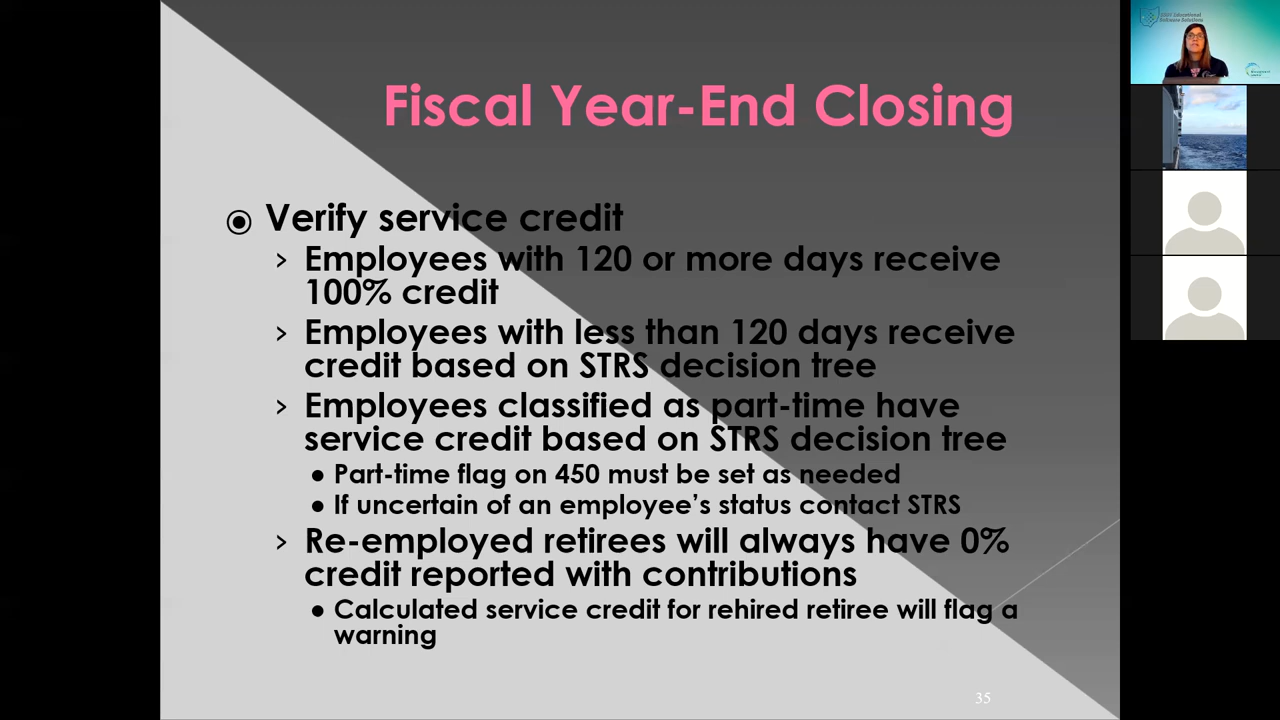 Fiscal Year-End Closing
Verify service credit
› Employees with 120 or more days receive
100% credit
› Employees with less than 120 days receive
credit based on STRS decision tree
› Employees classified as part-time have
service credit based on STRS decision tree
● Part-time flag on 450 must be set as needed
● If uncertain of an employee’s status contact STRS
› Re-employed retirees will always have 0%
credit reported with contributions
● Calculated service credit for rehired retiree will flag a
warning
35